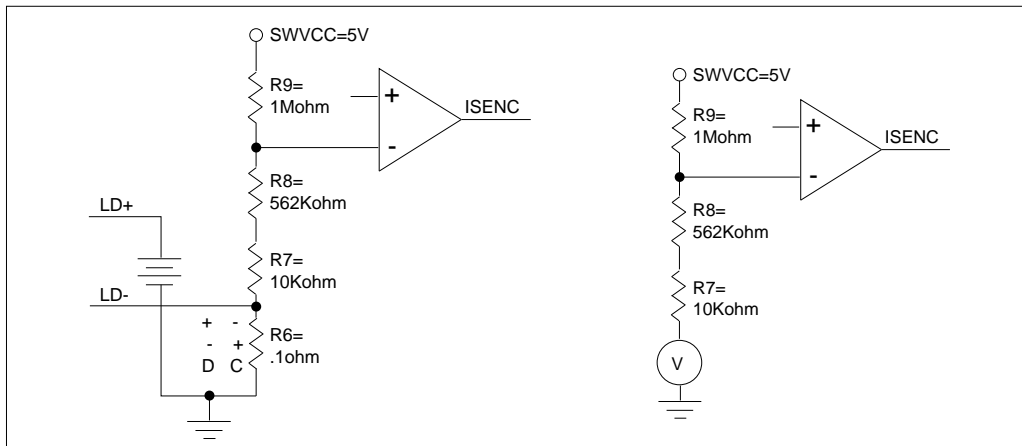 SWVCC=5V
R9=
1Mohm
+
-
ISENC
R8=
562Kohm
LD+
R7=
10Kohm
LD-
+ -
- +
D C
R6=
.1ohm
SWVCC=5V
R9=
1Mohm
+
-
ISENC
R8=
562Kohm
R7=
10Kohm
V